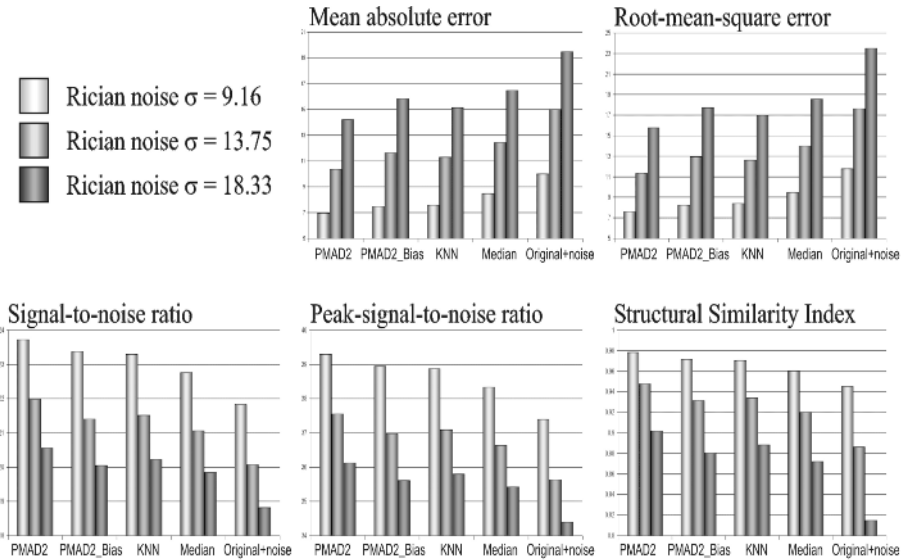 Mean absolute error
Root-mean-square error
Rician noise σ = 9.16
Rician noise σ = 13.75
Rician noise σ = 18.33
PMAD2 PMAD2_Bias KNN Median Original+noise
PMAD2 PMAD2_Bias KNN Median Original+noise
Signal-to-noise ratio
Peak-signal-to-noise ratio
Structural Similarity Index
PMAD2 PMAD2_Bias KNN Median Original+noise
PMAD2 PMAD2_Bias KNN Median Original+noise
PMAD2 PMAD2_Bias KNN Median Original+noise